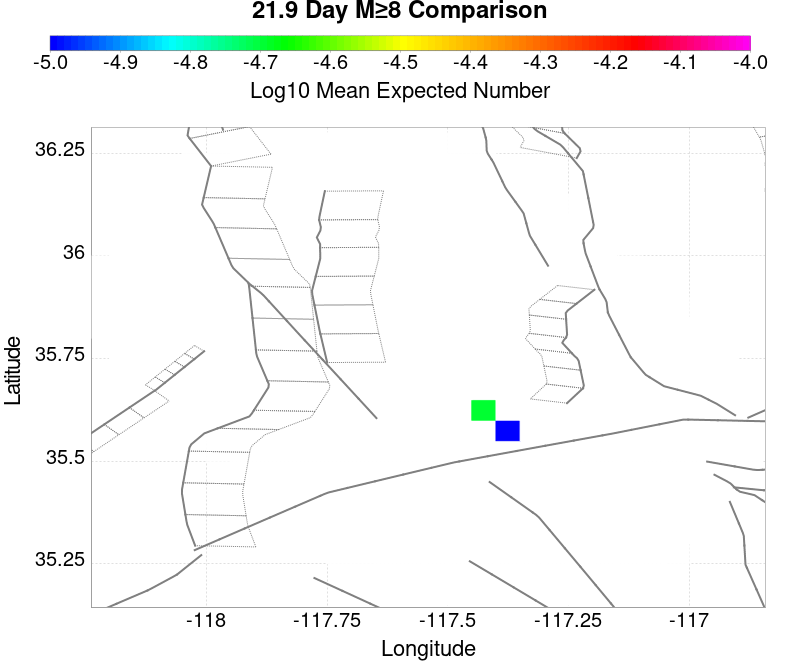 21.9 Day M≥8 Comparison
-5.0 -4.9 -4.8 -4.7 -4.6 -4.5 -4.4 -4.3 -4.2 -4.1 -4.0
Log10 Mean Expected Number
36.25
36
35.75
35.5
35.25
Latitude
-118 -117.75 -117.5 -117.25 -117
Longitude